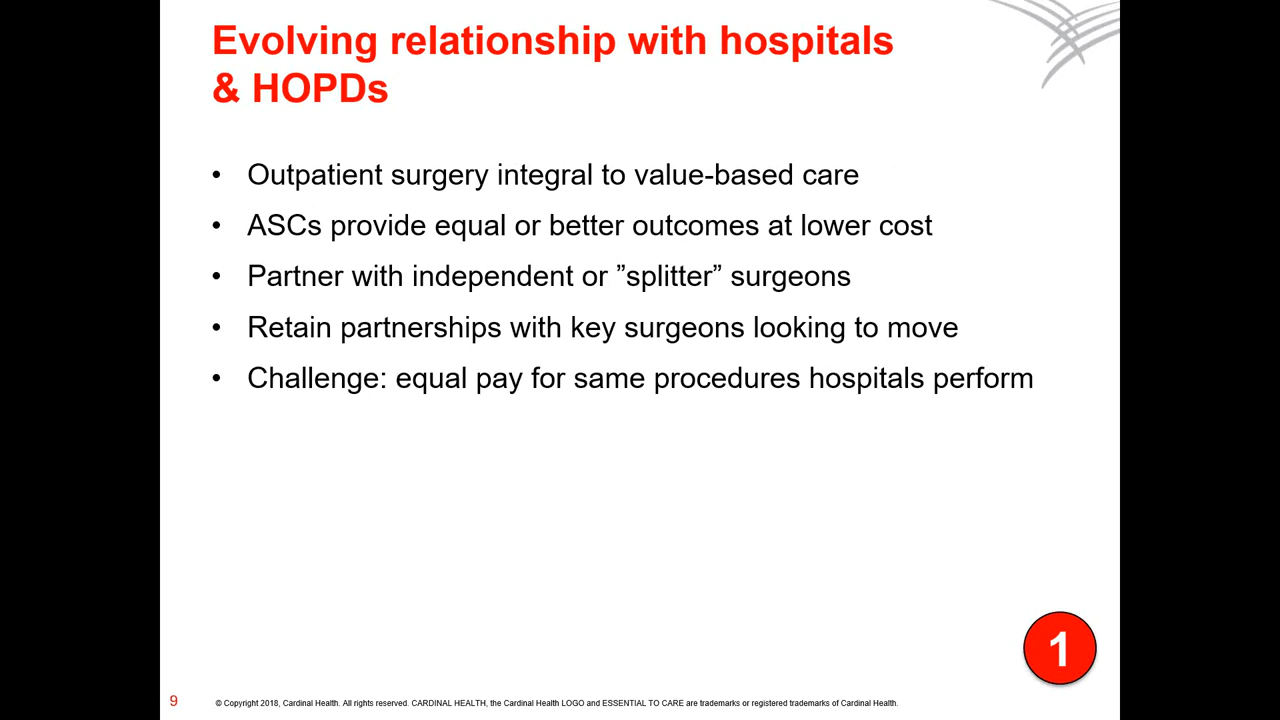 Evolving relationship with hospitals
& HOPDs
• Outpatient surgery integral to value-based care
• ASCs provide equal or better outcomes at lower cost
• Partner with independent or ”splitter” surgeons
• Retain partnerships with key surgeons looking to move
• Challenge: equal pay for same procedures hospitals perform
1
9 © Copyright 2018, Cardinal Health. All rights reserved. CARDINAL HEALTH, the Cardinal Health LOGO and ESSENTIAL TO CARE are trademarks or registered trademarks of Cardinal Health.